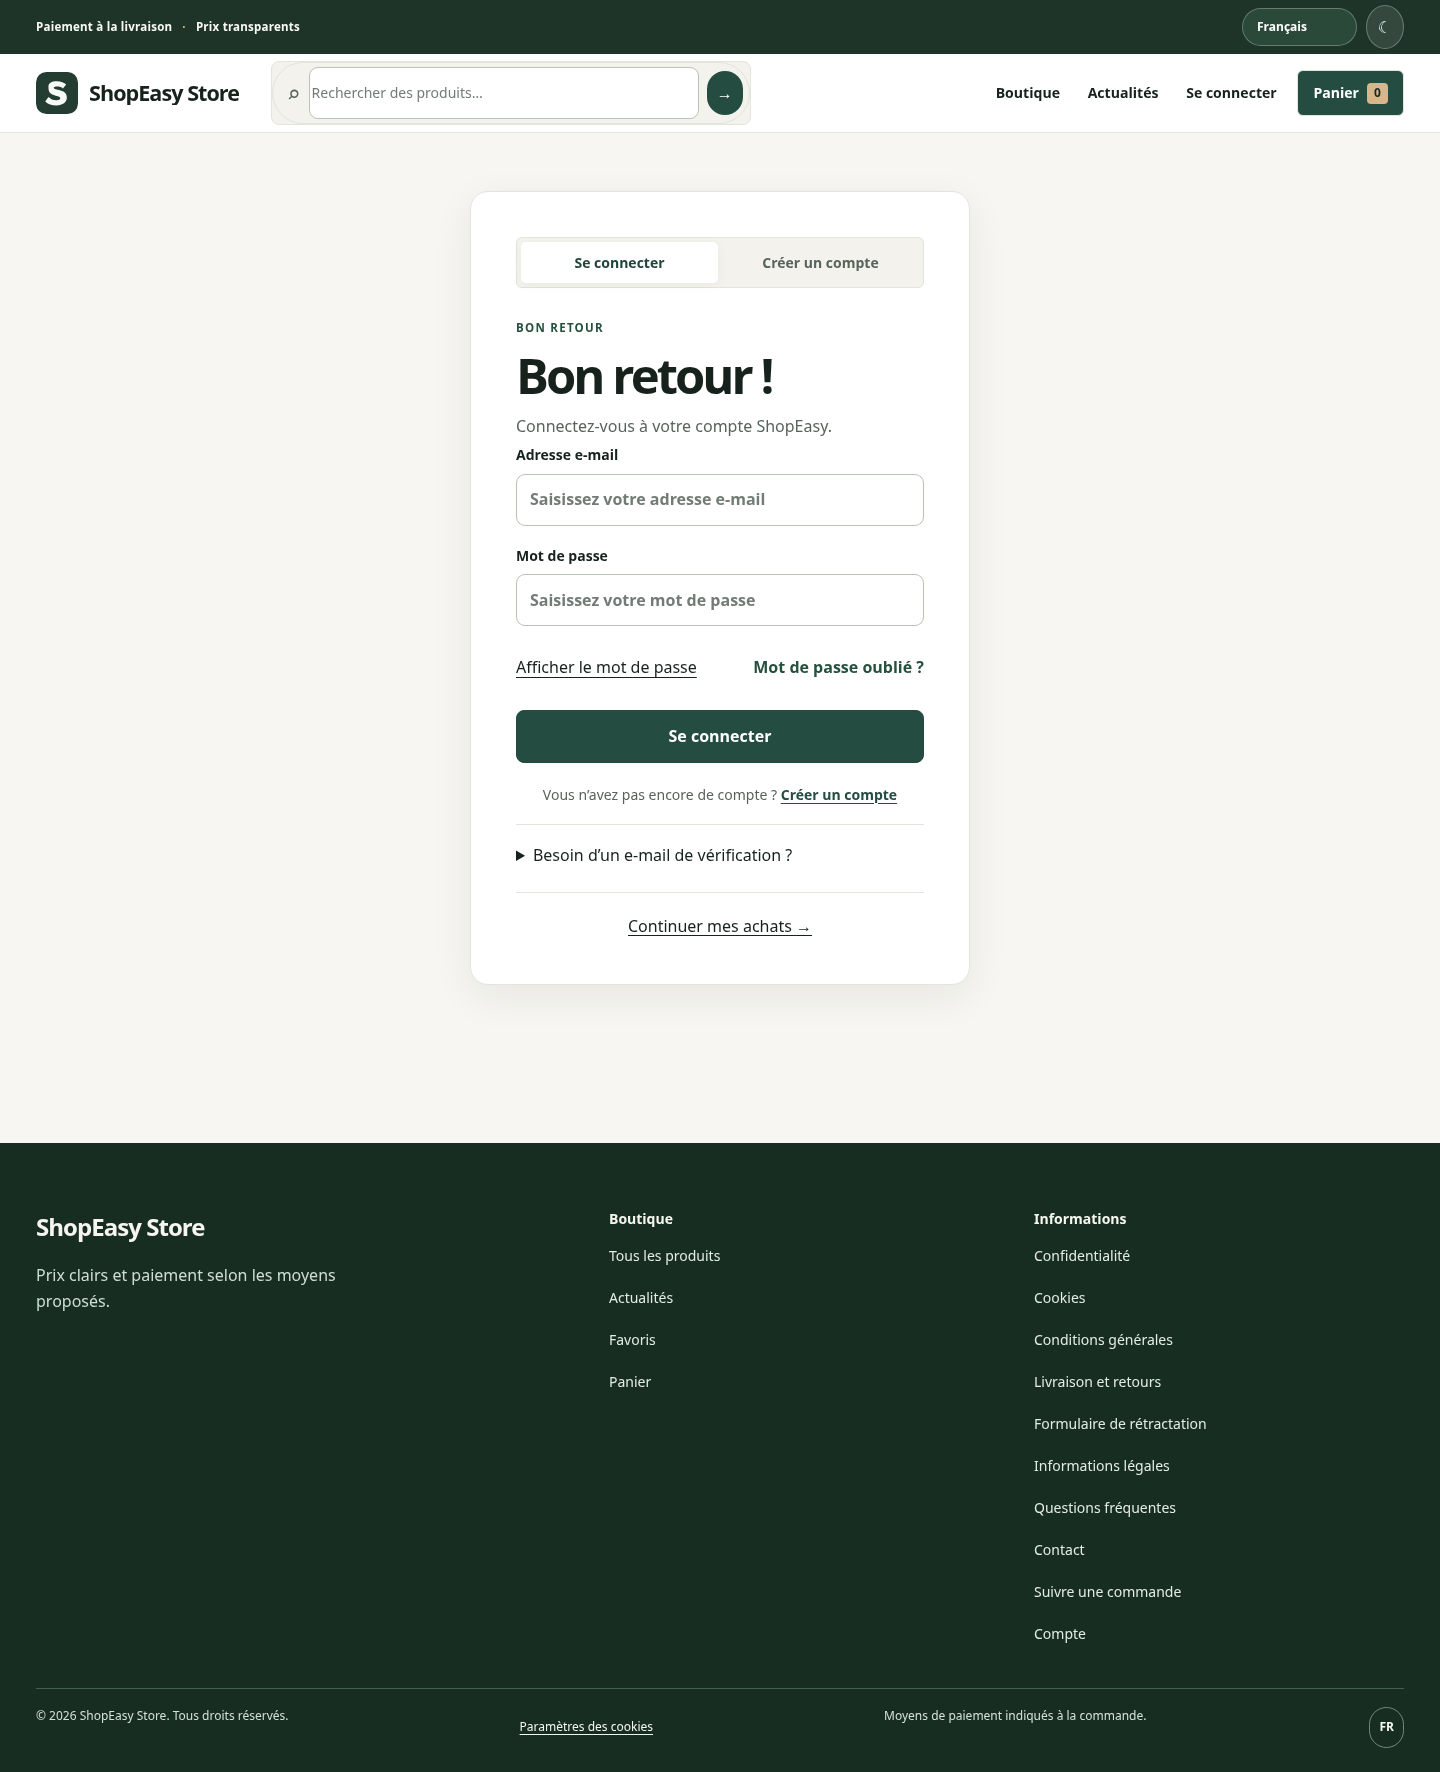 Paiement à la livraison · Prix transparents
Français
☾
S
ShopEasy Store
⌕
Rechercher des produits...
→
Boutique
Actualités
Se connecter
Panier 0
Se connecter
Créer un compte
BON RETOUR
Bon retour !
Connectez-vous à votre compte ShopEasy.
Adresse e-mail
Saisissez votre adresse e-mail
Mot de passe
Saisissez votre mot de passe
Afficher le mot de passe
Mot de passe oublié ?
Se connecter
Vous n’avez pas encore de compte ? Créer un compte
▶ Besoin d’un e-mail de vérification ?
Continuer mes achats →
ShopEasy Store
Prix clairs et paiement selon les moyens
proposés.
Boutique
Tous les produits
Actualités
Favoris
Panier
Informations
Confidentialité
Cookies
Conditions générales
Livraison et retours
Formulaire de rétractation
Informations légales
Questions fréquentes
Contact
Suivre une commande
Compte
© 2026 ShopEasy Store. Tous droits réservés.
Paramètres des cookies
Moyens de paiement indiqués à la commande.
FR